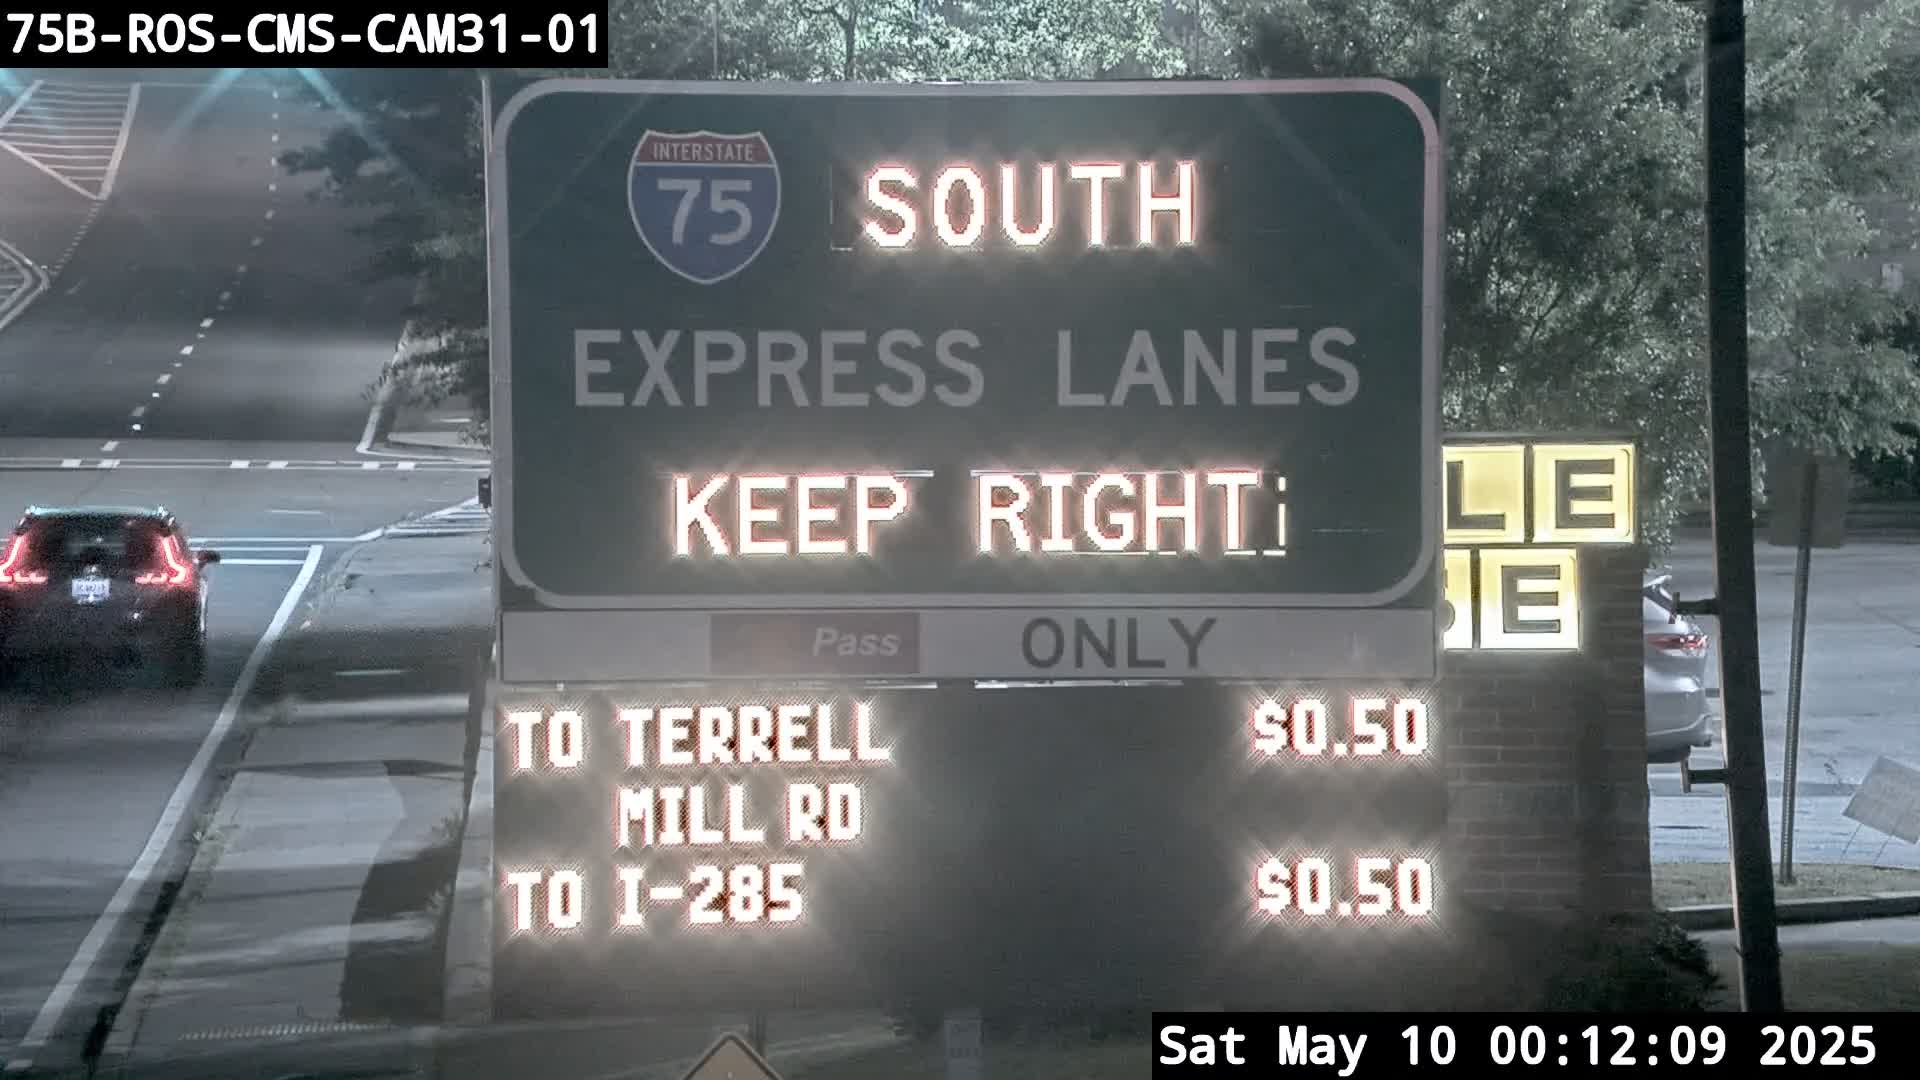 75B-ROS-CMS-CAM31-01
INTERSTATE
75
SOUTH
EXPRESS LANES
KEEP RIGHT
Pass ONLY
TO TERRELL $0.50
MILL RD
TO I-285 $0.50
LE
E
Sat May 10 00:12:09 2025